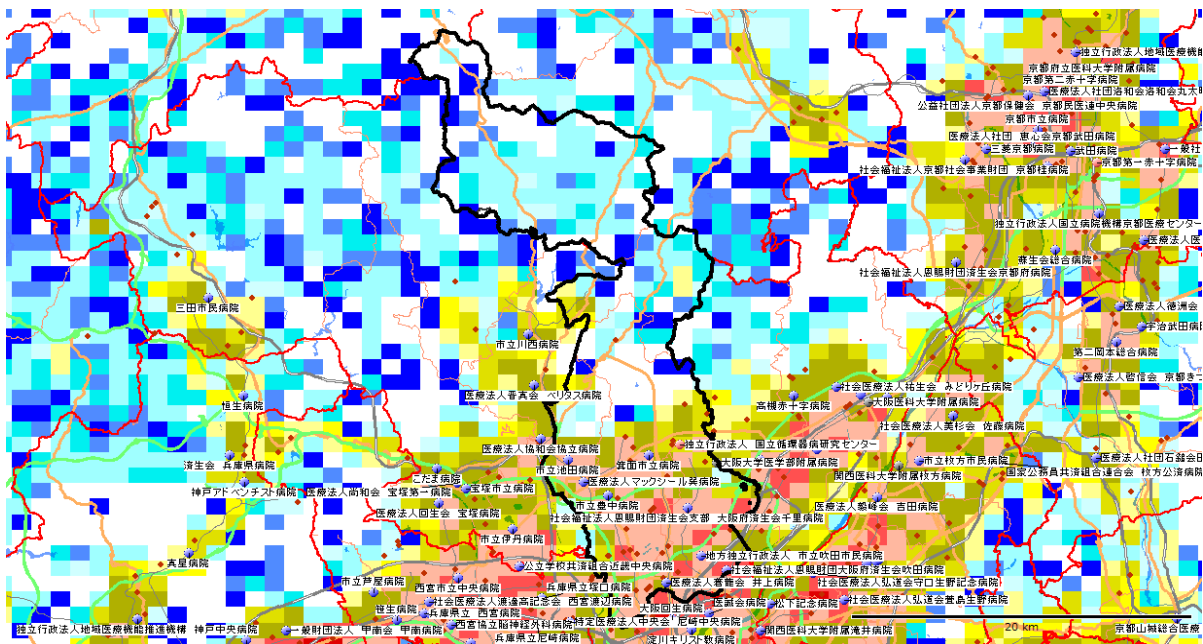 独立行政法人地域医療機能
京都府立医科大学附属病院
京都第二赤十字病院
医療法人社団洛和会洛和会丸太町
公益社団法人京都保健会 京都民医連中央病院
京都市立病院
医療法人社団 恵心会京都武田病院
三菱京都病院
武田病院
一般社
京都第一赤十字病院
社会福祉法人京都社会事業財団 京都桂病院
独立行政法人国立病院機構京都医療センター
医療法人医
蘇生会総合病院
社会福祉法人恩賜財団済生会京都府病院
三田市民病院
医療法人徳洲会
宇治武田病院
市立川西病院
第二岡本総合病院
医療法人啓信会 京都きづ
社会医療法人祐生会 みどりヶ丘病院
医療法人晋真会 ベリタス病院
恒生病院
高槻赤十字病院
大阪医科大学附属病院
社会医療法人美杉会 佐藤病院
医療法人協和会協立病院
独立行政法人 国立循環器病研究センター
済生会 兵庫県病院
箕面市立病院
大阪大学医学部附属病院
市立枚方市民病院
医療法人社団石鎚会田
市立池田病院
国家公務員共済組合連合会 枚方公済病院
こだま病院
関西医科大学附属枚方病院
神戸アドベンチスト病院
医療法人尚和会 宝塚第一病院
宝塚市立病院
医療法人マックシール巽病院
医療法人回生会 宝塚病院
市立豊中病院
医療法人毅峰会 吉田病院
社会福祉法人恩賜財団済生会支部 大阪府済生会千里病院
市立伊丹病院
真星病院
地方独立行政法人 市立吹田市民病院
公立学校共済組合近畿中央病院
社会福祉法人恩賜財団大阪府済生会吹田病院
市立芦屋病院
西宮市立中央病院
兵庫県立塚口病院
医療法人蒼龍会 井上病院
社会医療法人弘道会守口生野記念病院
笹生病院
社会医療法人渡邊高記念会 西宮渡辺病院
大阪回生病院
医誠会病院
松下記念病院
社会医療法人弘道会萱島生野病院
兵庫県立 西宮病院
独立行政法人地域医療機能推進機構 神戸中央病院
一般財団法人 甲南会 甲南病院
西宮協立脳神経外科病院
特定医療法人中央会 尼崎中央病院
関西医科大学附属滝井病院
20 km
京都山城総合医療
兵庫県立尼崎病院
淀川キリスト教病院